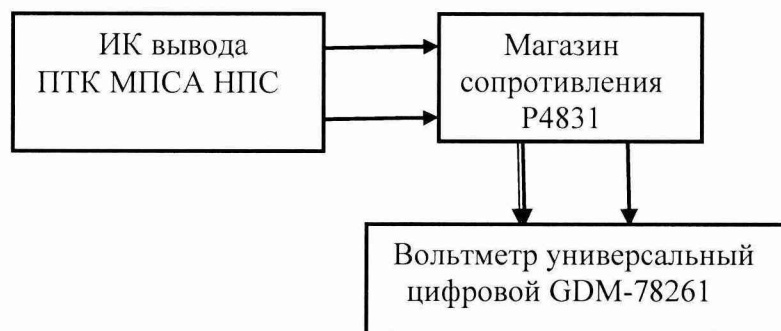 ИК вывода
ПТК МПСА НПС
Магазин
сопротивления
Р4831
Вольтметр универсальный
цифровой GDM-78261